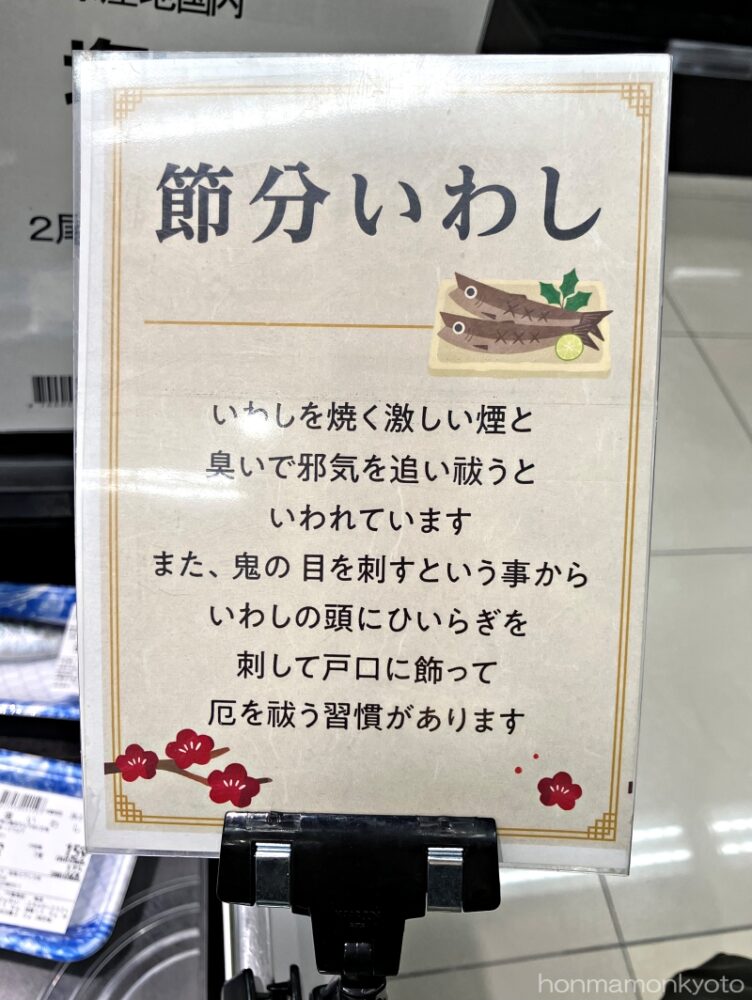 節分いわし
いわしを焼く激しい煙と
臭いで邪気を追い祓うと
いわれています
また、鬼の 目を刺すという事から
いわしの頭にひいらぎを
刺して戸口に飾って
厄を祓う習慣があります
honmamonkyoto